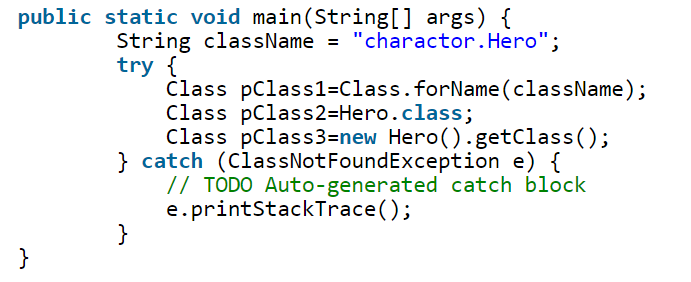 public static void main(String[] args) {
        String className = "charactor.Hero";
        try {
            Class pClass1=Class.forName(className);
            Class pClass2=Hero.class;
            Class pClass3=new Hero().getClass();
        } catch (ClassNotFoundException e) {
            // TODO Auto-generated catch block
            e.printStackTrace();
        }
}